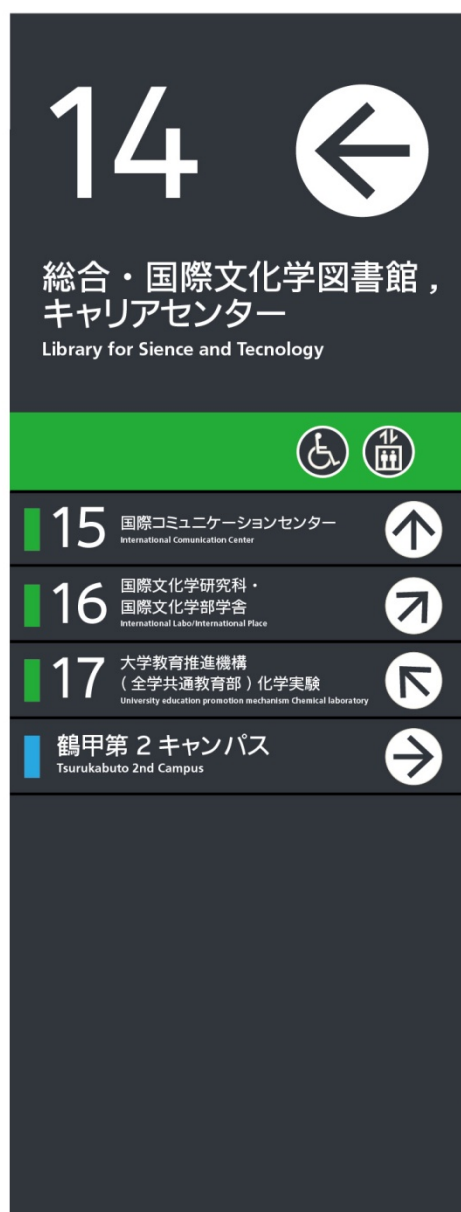 14
総合・国際文化学図書館,
キャリアセンター
Library for Sience and Tecnology
15
国際コミュニケーションセンター
International Comunication Center
16
国際文化学研究科・
国際文化学部学舎
International Labo/International Place
17
大学教育推進機構
(全学共通教育部)化学実験
University education promotion mechanism Chemical laboratory
鶴甲第2キャンパス
Tsurukabuto 2nd Campus